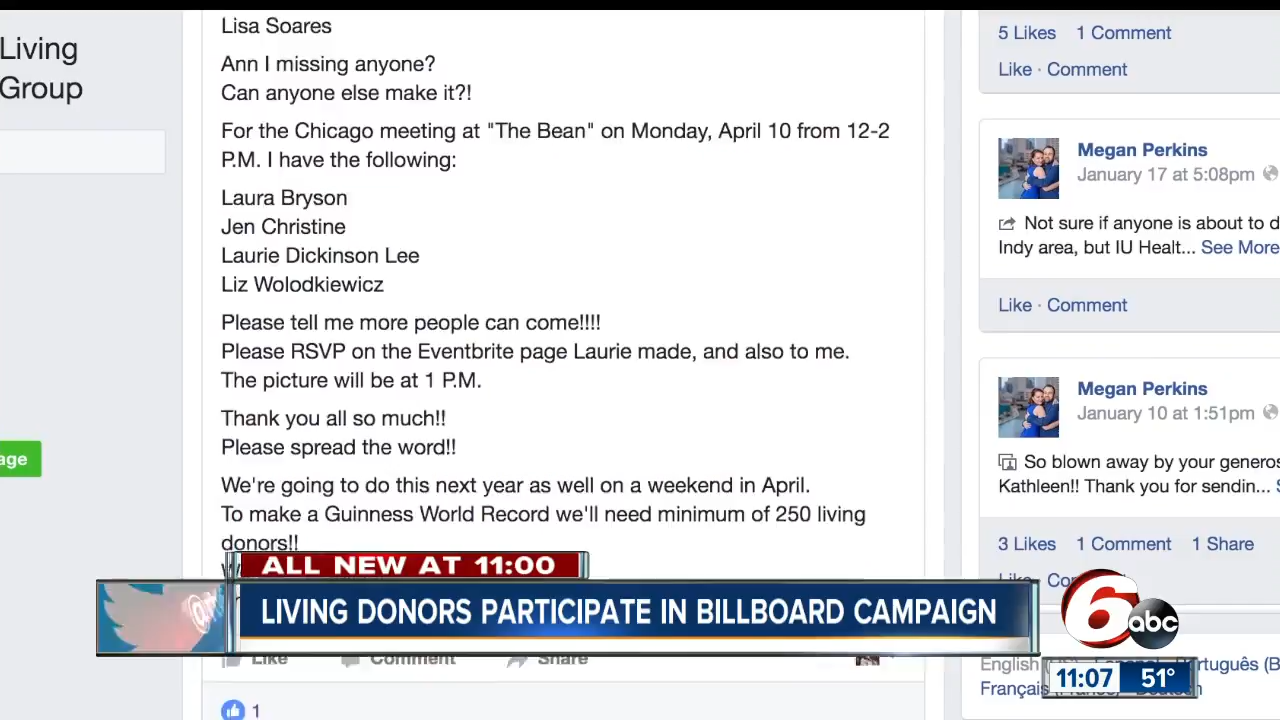 Living
Group
age
Lisa Soares
Ann I missing anyone?
Can anyone else make it?!
For the Chicago meeting at "The Bean" on Monday, April 10 from 12-2
P.M. I have the following:
Laura Bryson
Jen Christine
Laurie Dickinson Lee
Liz Wolodkiewicz
Please tell me more people can come!!!!
Please RSVP on the Eventbrite page Laurie made, and also to me.
The picture will be at 1 P.M.
Thank you all so much!!
Please spread the word!!
We're going to do this next year as well on a weekend in April.
To make a Guinness World Record we'll need minimum of 250 living
donors!!
Like Comment Share
1
5 Likes 1 Comment
Like · Comment
Megan Perkins
January 17 at 5:08pm
Not sure if anyone is about to d
Indy area, but IU Healt... See More
Like · Comment
Megan Perkins
January 10 at 1:51pm
So blown away by your generos
Kathleen!! Thank you for sendin...
3 Likes 1 Comment 1 Share
Like · Co
English
Português (B
Français
ALL NEW AT 11:00
LIVING DONORS PARTICIPATE IN BILLBOARD CAMPAIGN
6 abc
11:07 51°